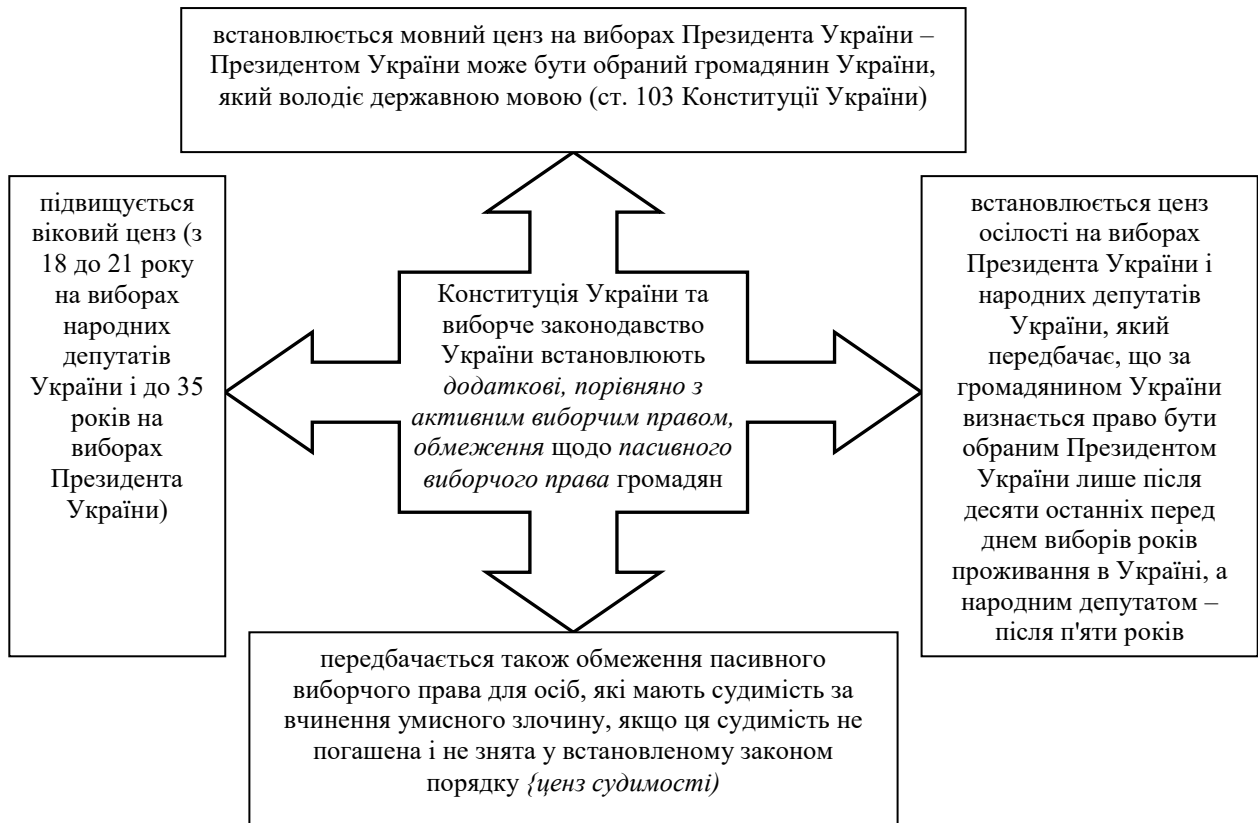 встановлюється мовний ценз на виборах Президента України –
Президентом України може бути обраний громадянин України,
який володіє державною мовою (ст. 103 Конституції України)
підвищується
віковий ценз (з
18 до 21 року
на виборах
народних
депутатів
України і до 35
років на
виборах
Президента
України)
Конституція України та
виборче законодавство
України встановлюють
додаткові, порівняно з
активним виборчим правом,
обмеження щодо пасивного
виборчого права громадян
встановлюється ценз
осілості на виборах
Президента України і
народних депутатів
України, який
передбачає, що за
громадянином України
визнається право бути
обраним Президентом
України лише після
десяти останніх перед
днем виборів років
проживання в Україні, а
народним депутатом –
після п'яти років
передбачається також обмеження пасивного
виборчого права для осіб, які мають судимість за
вчинення умисного злочину, якщо ця судимість не
погашена і не знята у встановленому законом
порядку {ценз судимості)